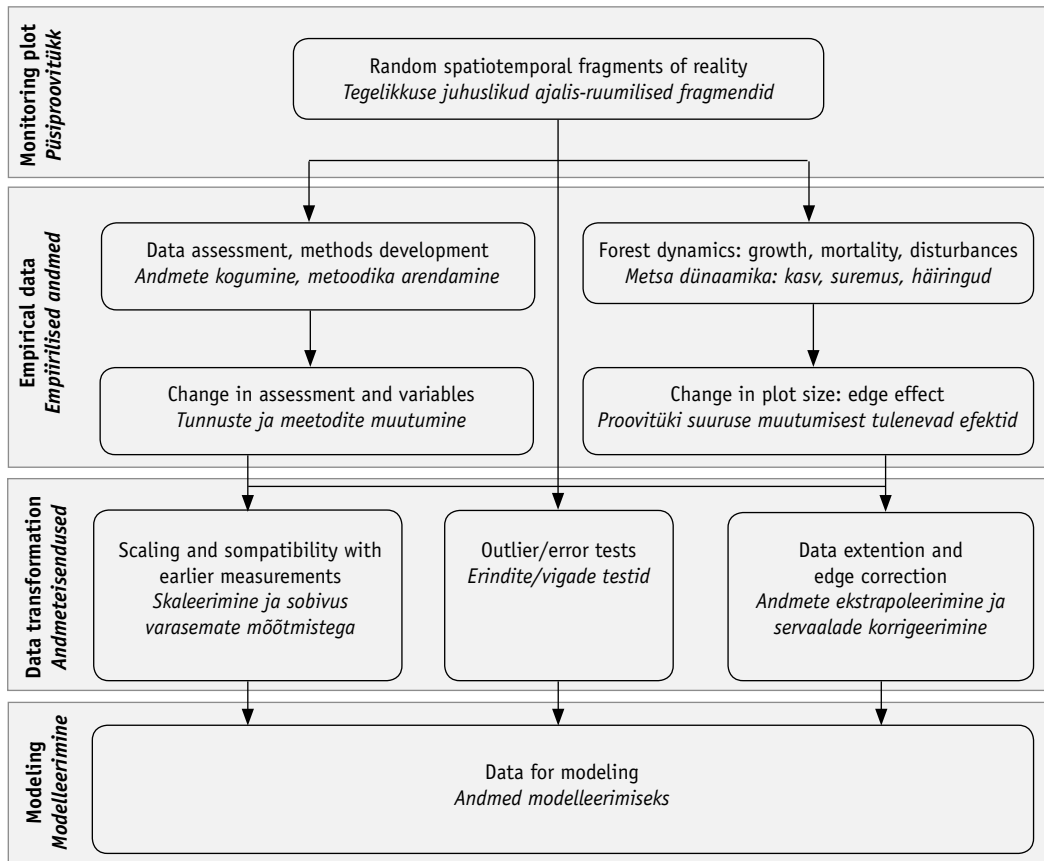 Monitoring plot
Püsiproovitükk
Random spatiotemporal fragments of reality
Tegelikkuse juhuslikud ajalis-ruumilised fragmendid
Empirical data
Empiirilised andmed
Data assessment, methods development
Andmete kogumine, metoodika arendamine
Forest dynamics: growth, mortality, disturbances
Metsa dünaamika: kasv, suremus, häiringud
Change in assessment and variables
Tunnuste ja meetodite muutumine
Change in plot size: edge effect
Proovitüki suuruse muutumisest tulenevad efektid
Data transformation
Andmeteisendused
Scaling and sompatibility with
earlier measurements
Skaleerimine ja sobivus
varasemate mõõtmistega
Outlier/error tests
Erindite/vigade testid
Data extention and
edge correction
Andmete ekstrapoleerimine ja
servaalade korrigeerimine
Modeling
Modelleerimine
Data for modeling
Andmed modelleerimiseks